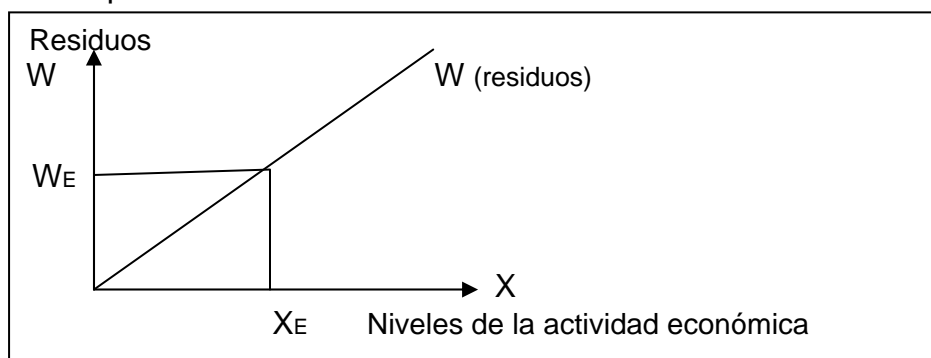 Residuos
W
W (residuos)
WE
X
XE
Niveles de la actividad económica